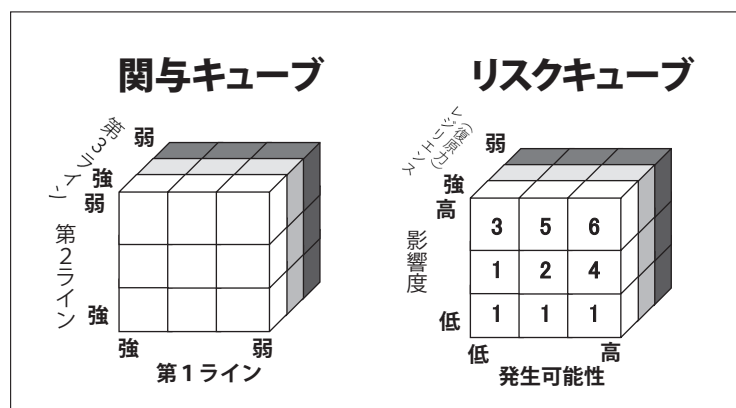 関与キューブ
第3ライン
弱
強
弱
第2ライン
強
強
弱
第1ライン
リスクキューブ
レジリエンス
(復原力)
弱
強
高
影響度
3 5 6
1 2 4
1 1 1
低
低
高
発生可能性